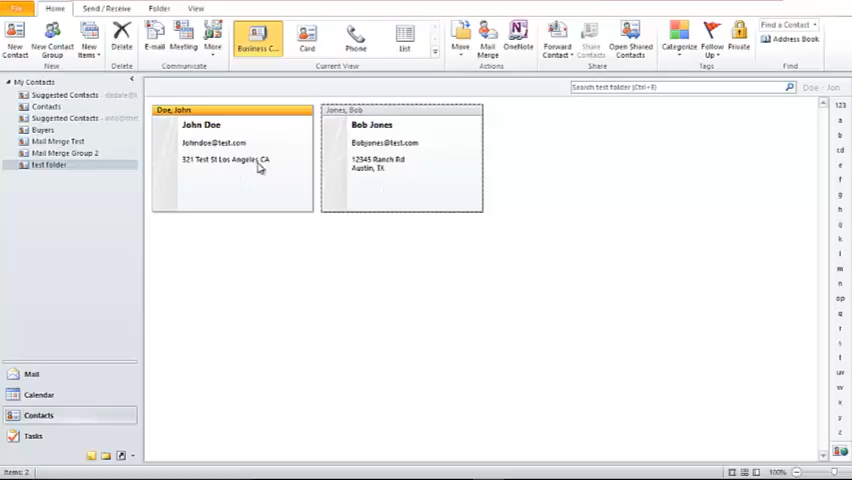 File
Home
Send / Receive
Folder
View
New Contact
New Contact Group
New Items
Delete
E-mail
Meeting
More
Business C...
Card
Phone
List
Move
Mail Merge
OneNote
Forward Contact
Share Contacts
Open Shared Contacts
Categorize
Follow Up
Private
Find a Contact
Address Book
New
Delete
Communicate
Current View
Actions
Share
Tags
Find
My Contacts
Suggested Contacts
Contacts
Suggested Contacts
Buyers
Mail Merge Test
Mail Merge Group 2
test folder
Search test folder (Ctrl+E)
Doe - Jon
Doe, John
John Doe
Johndoe@test.com
321 Test St Los Angeles CA
Jones, Bob
Bob Jones
Bobjones@test.com
12345 Ranch Rd
Austin, TX
123
a
b
cd
e
f
g
h
ij
k
l
m
n
op
q
r
s
t
uv
w
x
y
z
Mail
Calendar
Contacts
Tasks
Items: 2
100%